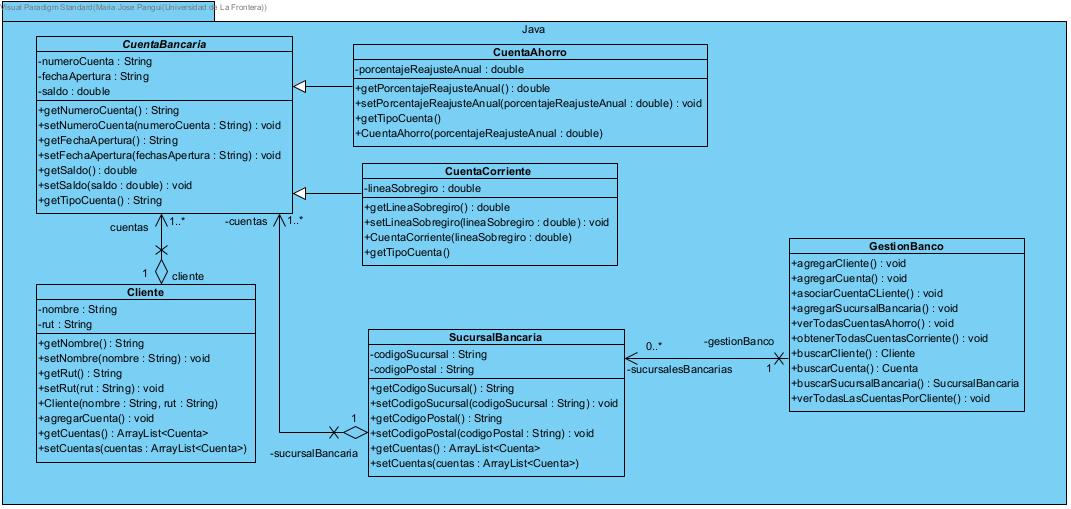 Visual Paradigm Standard(Maria Jose Pangui(Universidad de La Frontera))
Java
CuentaBancaria
-numeroCuenta : String
-fechaApertura : String
-saldo : double
+getNumeroCuenta() : String
+setNumeroCuenta(numeroCuenta : String) : void
+getFechaApertura() : String
+setFechaApertura(fechasApertura : String) : void
+getSaldo() : double
+setSaldo(saldo : double) : void
+getTipoCuenta() : String
CuentaAhorro
-porcentajeReajusteAnual : double
+getPorcentajeReajusteAnual() : double
+setPorcentajeReajusteAnual(porcentajeReajusteAnual : double) : void
+getTipoCuenta()
+CuentaAhorro(porcentajeReajusteAnual : double)
CuentaCorriente
-lineaSobregiro : double
+getLineaSobregiro() : double
+setLineaSobregiro(lineaSobregiro : double) : void
+CuentaCorriente(lineaSobregiro : double)
+getTipoCuenta()
cuentas
1..*
-cuentas
1..*
1
cliente
Cliente
-nombre : String
-rut : String
+getNombre() : String
+setNombre(nombre : String) : void
+getRut() : String
+setRut(rut : String) : void
+Cliente(nombre : String, rut : String)
+agregarCuenta() : void
+getCuentas() : ArrayList<Cuenta>
+setCuentas(cuentas : ArrayList<Cuenta>)
SucursalBancaria
-codigoSucursal : String
-codigoPostal : String
+getCodigoSucursal() : String
+setCodigoSucursal(codigoSucursal : String) : void
+getCodigoPostal() : String
+setCodigoPostal(codigoPostal : String) : void
+getCuentas() : ArrayList<Cuenta>
+setCuentas(cuentas : ArrayList<Cuenta>)
1
-sucursalBancaria
0..*
-sucursalesBancarias
-gestionBanco
1
GestionBanco
+agregarCliente() : void
+agregarCuenta() : void
+asociarCuentaCLiente() : void
+agregarSucursalBancaria() : void
+verTodasCuentasAhorro() : void
+obtenerTodasCuentasCorriente() : void
+buscarCliente() : Cliente
+buscarCuenta() : Cuenta
+buscarSucursalBancaria() : SucursalBancaria
+verTodasLasCuentasPorCliente() : void